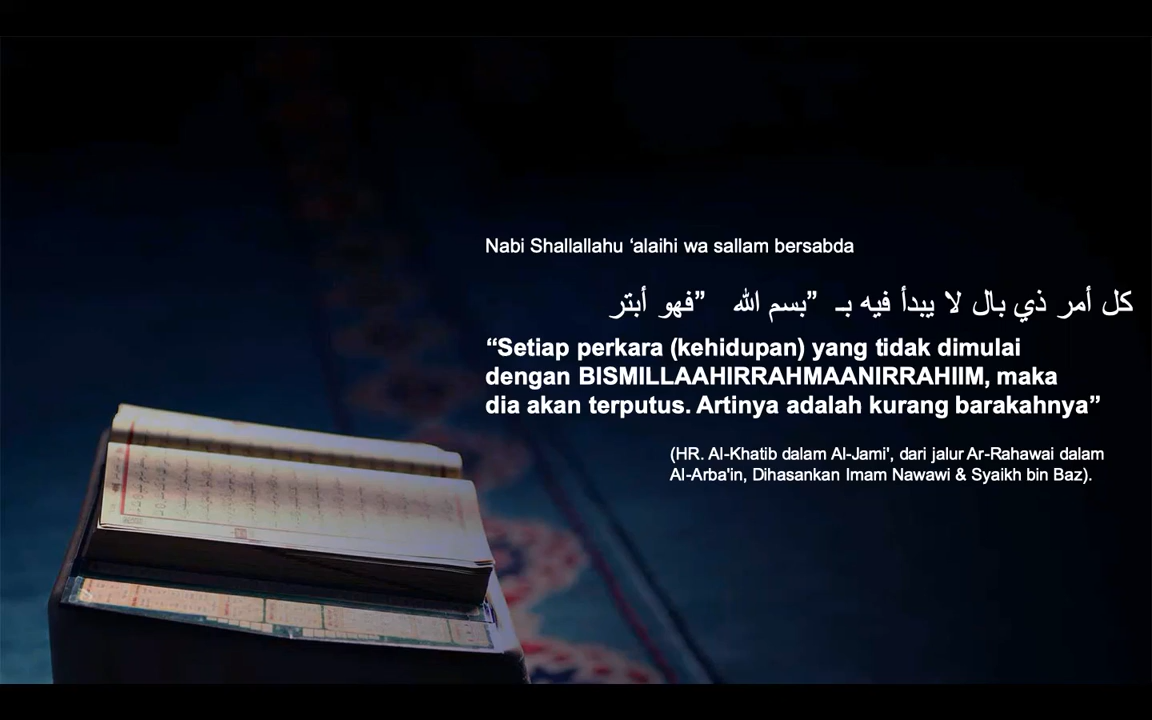 Nabi Shallallahu ‘alaihi wa sallam bersabda
كل أمر ذي بال لا يبدأ فيه بـ ”بسم الله ”فهو أبتر
“Setiap perkara (kehidupan) yang tidak dimulai
dengan BISMILLAAHIRRAHMAANIRRAHIIM, maka
dia akan terputus. Artinya adalah kurang barakahnya”
(HR. Al-Khatib dalam Al-Jami', dari jalur Ar-Rahawai dalam
Al-Arba'in, Dihasankan Imam Nawawi & Syaikh bin Baz).